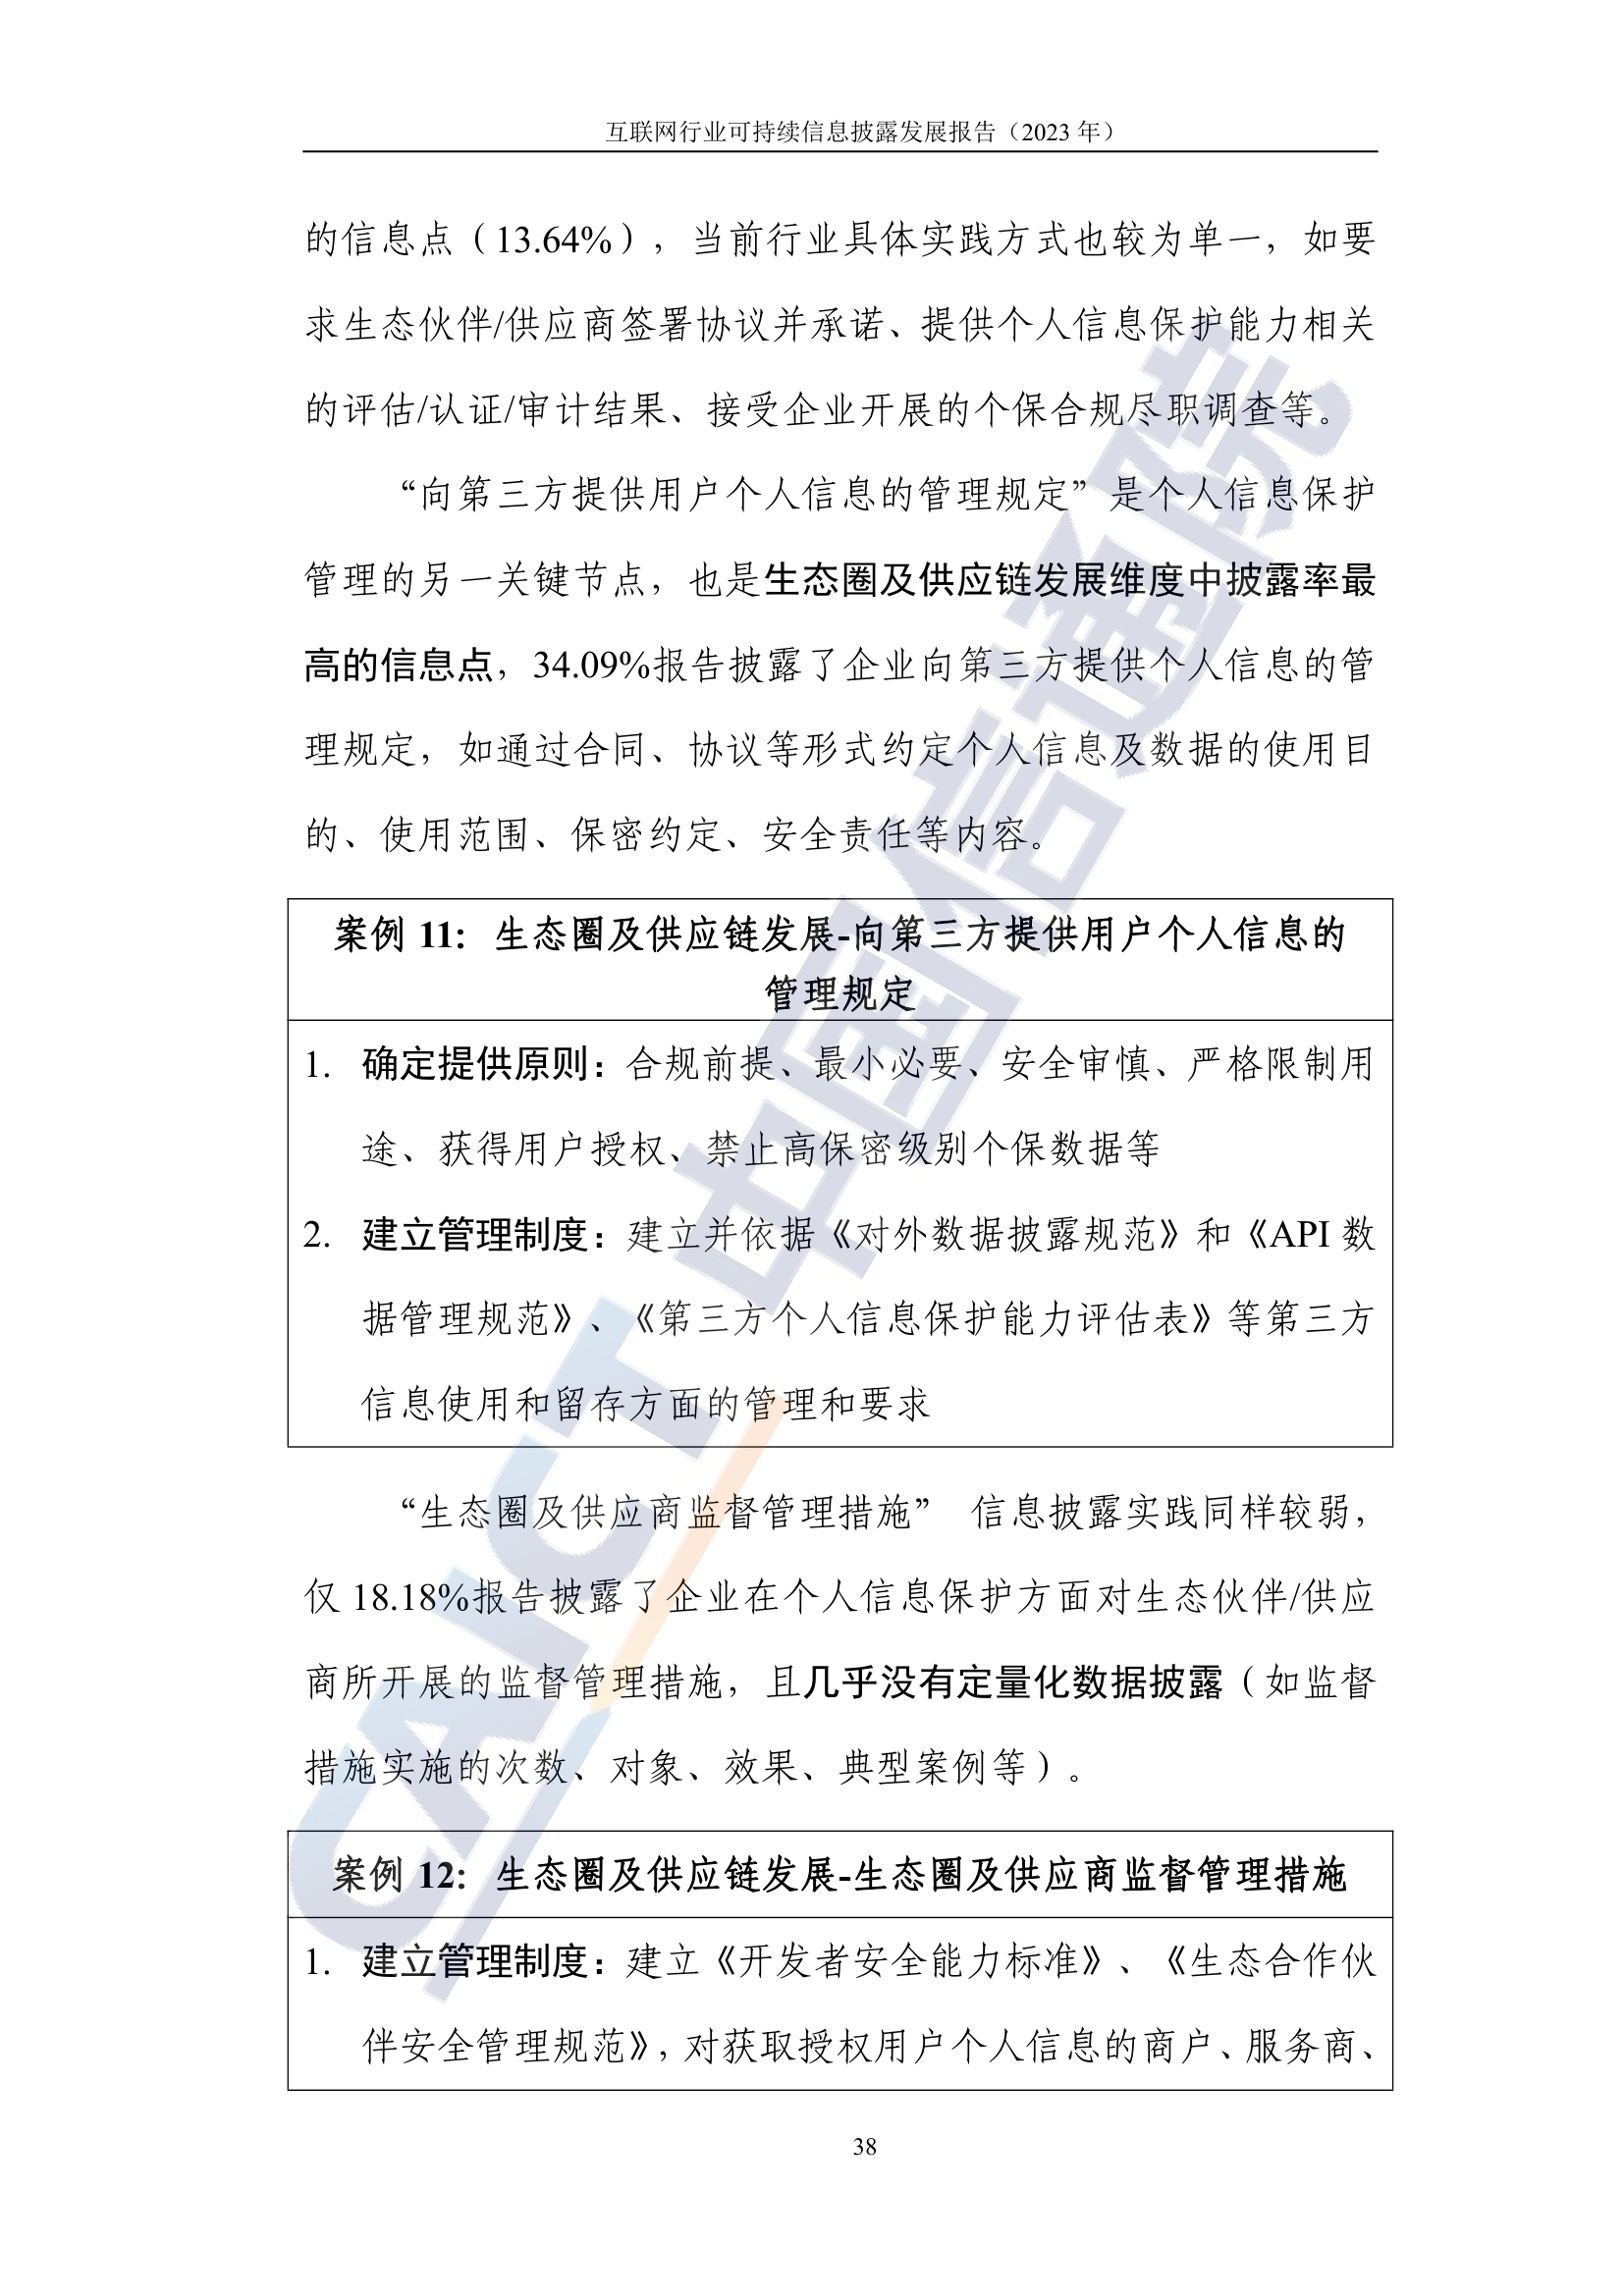 互联网行业可持续信息披露发展报告（2023 年）
的信息点（13.64%），当前行业具体实践方式也较为单一，如要
求生态伙伴/供应商签署协议并承诺、提供个人信息保护能力相关
的评估/认证/审计结果、接受企业开展的个保合规尽职调查等。
“向第三方提供用户个人信息的管理规定”是个人信息保护
管理的另一关键节点，也是生态圈及供应链发展维度中披露率最
高的信息点，34.09%报告披露了企业向第三方提供个人信息的管
理规定，如通过合同、协议等形式约定个人信息及数据的使用目
的、使用范围、保密约定、安全责任等内容。
案例 11：生态圈及供应链发展-向第三方提供用户个人信息的
管理规定
1. 确定提供原则：合规前提、最小必要、安全审慎、严格限制用
途、获得用户授权、禁止高保密级别个保数据等
2. 建立管理制度：建立并依据《对外数据披露规范》和《API 数
据管理规范》、《第三方个人信息保护能力评估表》等第三方
信息使用和留存方面的管理和要求
“生态圈及供应商监督管理措施” 信息披露实践同样较弱，
仅 18.18%报告披露了企业在个人信息保护方面对生态伙伴/供应
商所开展的监督管理措施，且几乎没有定量化数据披露（如监督
措施实施的次数、对象、效果、典型案例等）。
案例 12：生态圈及供应链发展-生态圈及供应商监督管理措施
1. 建立管理制度：建立《开发者安全能力标准》、《生态合作伙
伴安全管理规范》，对获取授权用户个人信息的商户、服务商、
38
CAICT 中国信通院